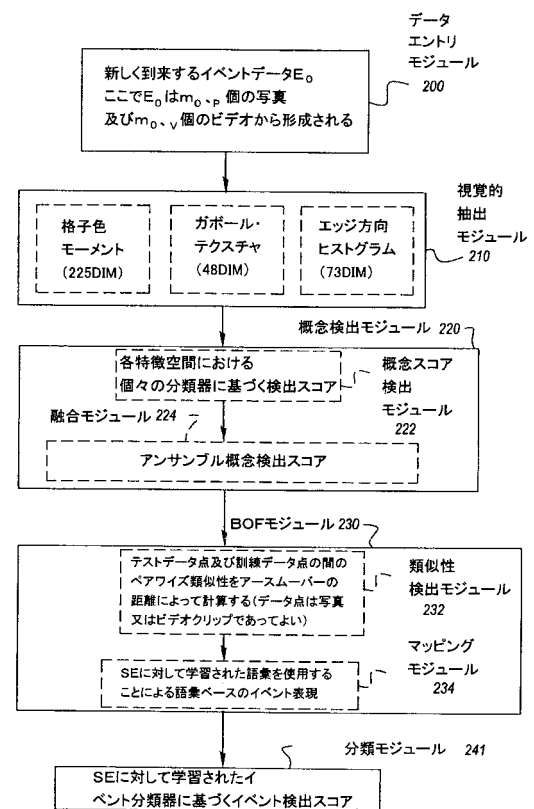 データ
エントリ
モジュール
200
新しく到来するイベントデータE₀
ここでE₀はm₀、ₚ 個の写真
及びm₀、ᵥ個のビデオから形成される
視覚的
抽出
モジュール
210
格子色
モーメント
(225DIM)
ガボール・
テクスチャ
(48DIM)
エッジ方向
ヒストグラム
(73DIM)
概念検出モジュール 220
各特徴空間における
個々の分類器に基づく検出スコア
概念スコア
検出
モジュール
222
融合モジュール 224
アンサンブル概念検出スコア
BOFモジュール 230
テストデータ点及び訓練データ点の間の
ペアワイズ類似性をアースムーバーの
距離によって計算する(データ点は写真
又はビデオクリップであってよい)
類似性
検出モジュール
232
SEに対して学習された語彙を使用する
ことによる語彙ベースのイベント表現
マッピング
モジュール
234
分類モジュール 241
SEに対して学習されたイ
ベント分類器に基づくイベント検出スコア